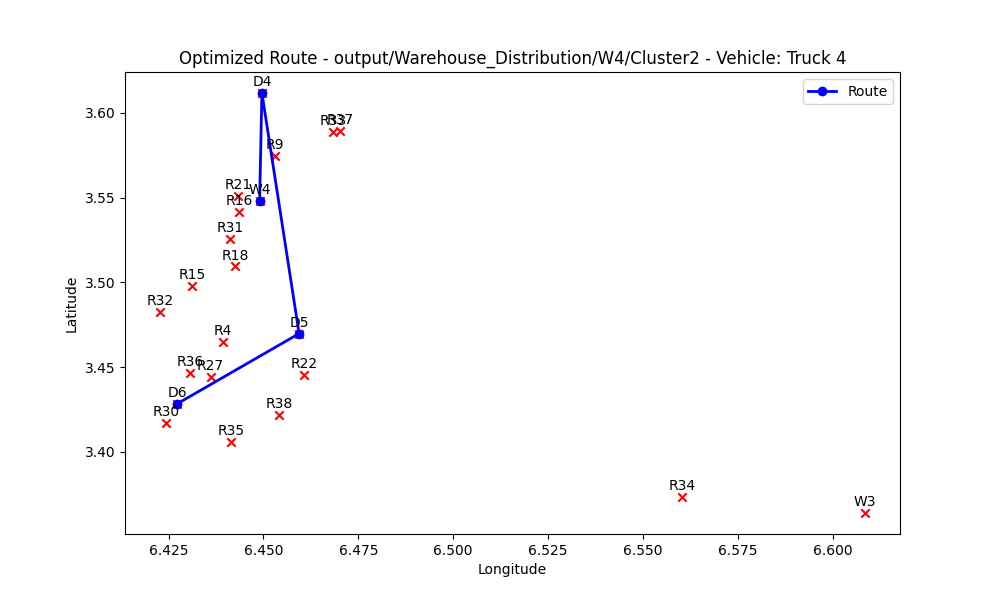 Optimized Route - output/Warehouse_Distribution/W4/Cluster2 - Vehicle: Truck 4
Route
D4
R33
R37
R9
R21
W4
R16
R31
R18
R15
R32
D5
R4
R36
R27
R22
D6
R30
R38
R35
R34
W3
3.60
3.55
3.50
3.45
3.40
Latitude
6.425
6.450
6.475
6.500
6.525
6.550
6.575
6.600
Longitude